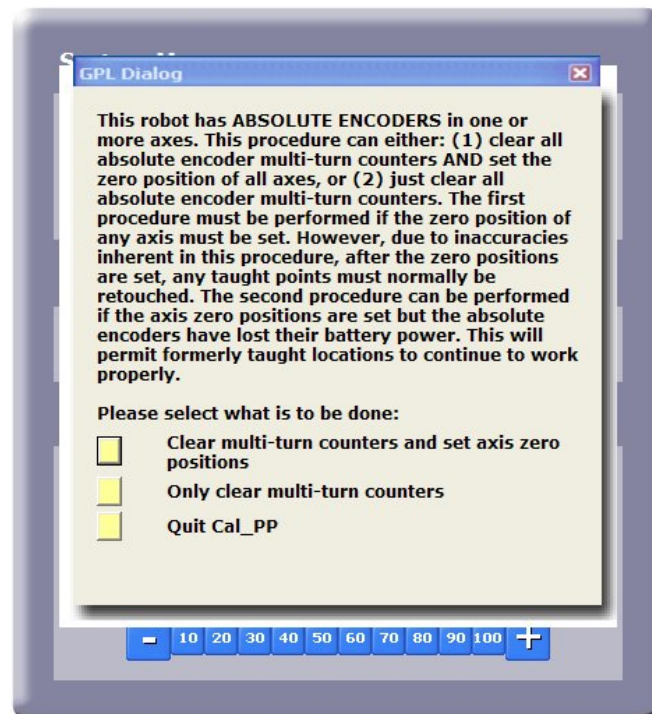 GPL Dialog
This robot has ABSOLUTE ENCODERS in one or
more axes. This procedure can either: (1) clear all
absolute encoder multi-turn counters AND set the
zero position of all axes, or (2) just clear all
absolute encoder multi-turn counters. The first
procedure must be performed if the zero position of
any axis must be set. However, due to inaccuracies
inherent in this procedure, after the zero positions
are set, any taught points must normally be
retouched. The second procedure can be performed
if the axis zero positions are set but the absolute
encoders have lost their battery power. This will
permit formerly taught locations to continue to work
properly.
Please select what is to be done:
Clear multi-turn counters and set axis zero
positions
Only clear multi-turn counters
Quit Cal_PP
- 10 20 30 40 50 60 70 80 90 100 +